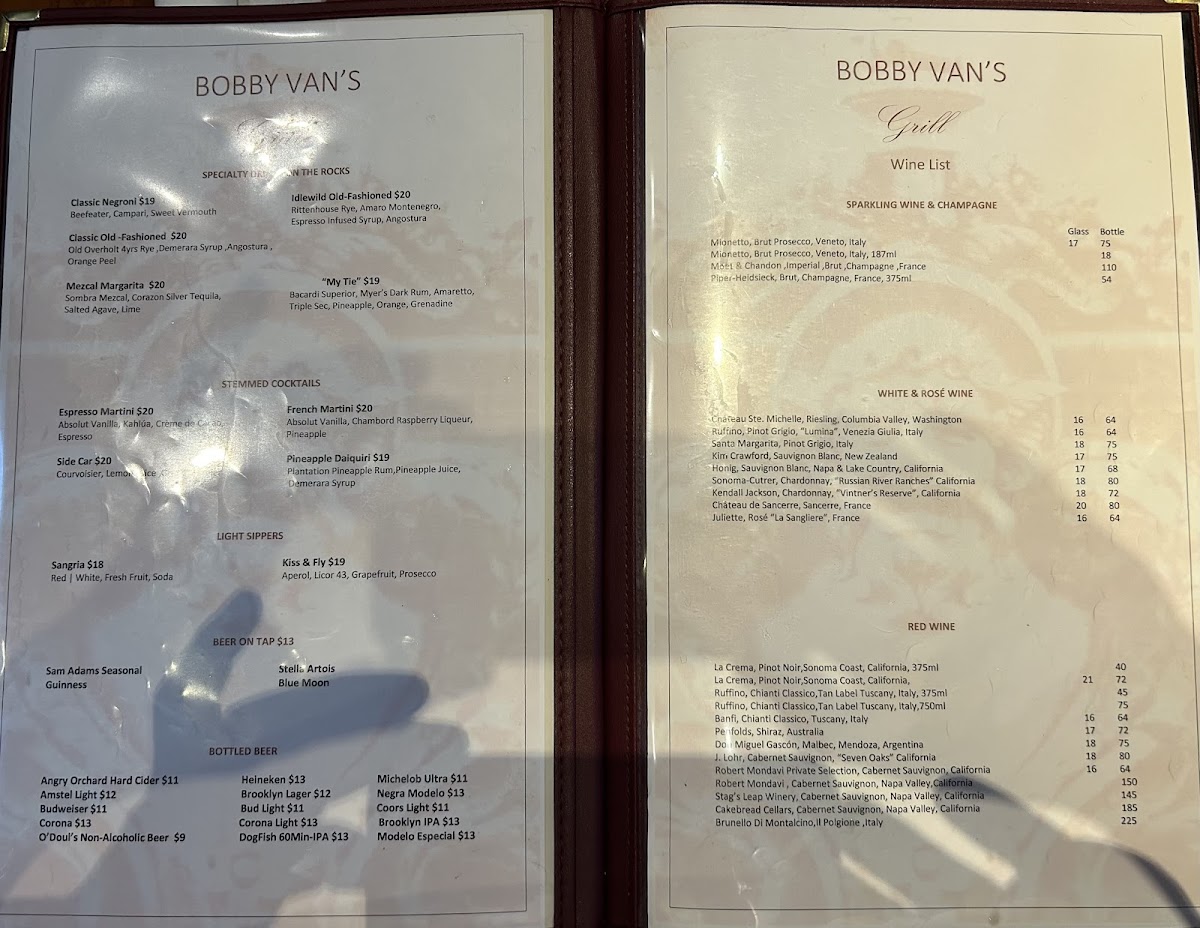 BOBBY VAN'S
SPECIALTY ON THE ROCKS
Classic Negroni $19
Beefeater, Campari, Sweet Vermouth
Classic Old -Fashioned $20
Old Overholt 4yrs Rye ,Demerara Syrup ,Angostura ,
Orange Peel
Mezcal Margarita $20
Sombra Mezcal, Corazon Silver Tequila,
Salted Agave, Lime
Idlewild Old-Fashioned $20
Rittenhouse Rye, Amaro Montenegro,
Espresso Infused Syrup, Angostura
"My Tie" $19
Bacardi Superior, Myer's Dark Rum, Amaretto,
Triple Sec, Pineapple, Orange, Grenadine
STEMMED COCKTAILS
Espresso Martini $20
Absolut Vanilla, Kahlúa, Crème de Cacao,
Espresso
Side Car $20
Courvoisier,
French Martini $20
Absolut Vanilla, Chambord Raspberry Liqueur,
Pineapple
Pineapple Daiquiri $19
Plantation Pineapple Rum,Pineapple Juice,
Demerara Syrup
LIGHT SIPPERS
Sangria $18
Red | White, Fresh Fruit, Soda
Kiss & Fly $19
Aperol, Licor 43, Grapefruit, Prosecco
BEER ON TAP $13
Sam Adams Seasonal
Guinness
Stella Artois
Blue Moon
BOTTLED BEER
Angry Orchard Hard Cider $11
Amstel Light $12
Budweiser $11
Corona $13
O'Doul's Non-Alcoholic Beer $9
Heineken $13
Brooklyn Lager $12
Bud Light $11
Corona Light $13
DogFish 60Min-IPA $13
Michelob Ultra $11
Negra Modelo $13
Coors Light $11
Brooklyn IPA $13
Modelo Especial $13
BOBBY VAN'S
Grill
Wine List
SPARKLING WINE & CHAMPAGNE
Glass Bottle
Mionetto, Brut Prosecco, Veneto, Italy 17 75
Mionetto, Brut Prosecco, Veneto, Italy, 187ml 18
Moët & Chandon ,Imperial ,Brut ,Champagne ,France 110
Piper-Heidsieck, Brut, Champagne, France, 375ml 54
WHITE & ROSÉ WINE
Château Ste. Michelle, Riesling, Columbia Valley, Washington 16 64
Ruffino, Pinot Grigio, "Lumina", Venezia Giulia, Italy 16 64
Santa Margarita, Pinot Grigio, Italy 18 75
Kim Crawford, Sauvignon Blanc, New Zealand 17 75
Honig, Sauvignon Blanc, Napa & Lake Country, California 17 68
Sonoma-Cutrer, Chardonnay, "Russian River Ranches" California 18 80
Kendall Jackson, Chardonnay, "Vintner's Reserve", California 18 72
Château de Sancerre, Sancerre, France 20 80
Juliette, Rosé "La Sangliere", France 16 64
RED WINE
La Crema, Pinot Noir,Sonoma Coast, California, 375ml 40
La Crema, Pinot Noir,Sonoma Coast, California, 21 72
Ruffino, Chianti Classico,Tan Label Tuscany, Italy, 375ml 45
Ruffino, Chianti Classico,Tan Label Tuscany, Italy,750ml 75
Banfi, Chianti Classico, Tuscany, Italy 16 64
Penfolds, Shiraz, Australia 17 72
Don Miguel Gascón, Malbec, Mendoza, Argentina 18 75
J. Lohr, Cabernet Sauvignon, "Seven Oaks" California 18 80
Robert Mondavi Private Selection, Cabernet Sauvignon, California 16 64
Robert Mondavi , Cabernet Sauvignon, Napa Valley,California 150
Stag's Leap Winery, Cabernet Sauvignon, Napa Valley, California 145
Cakebread Cellars, Cabernet Sauvignon, Napa Valley, California 185
Brunello Di Montalcino,Il Polgione ,Italy 225